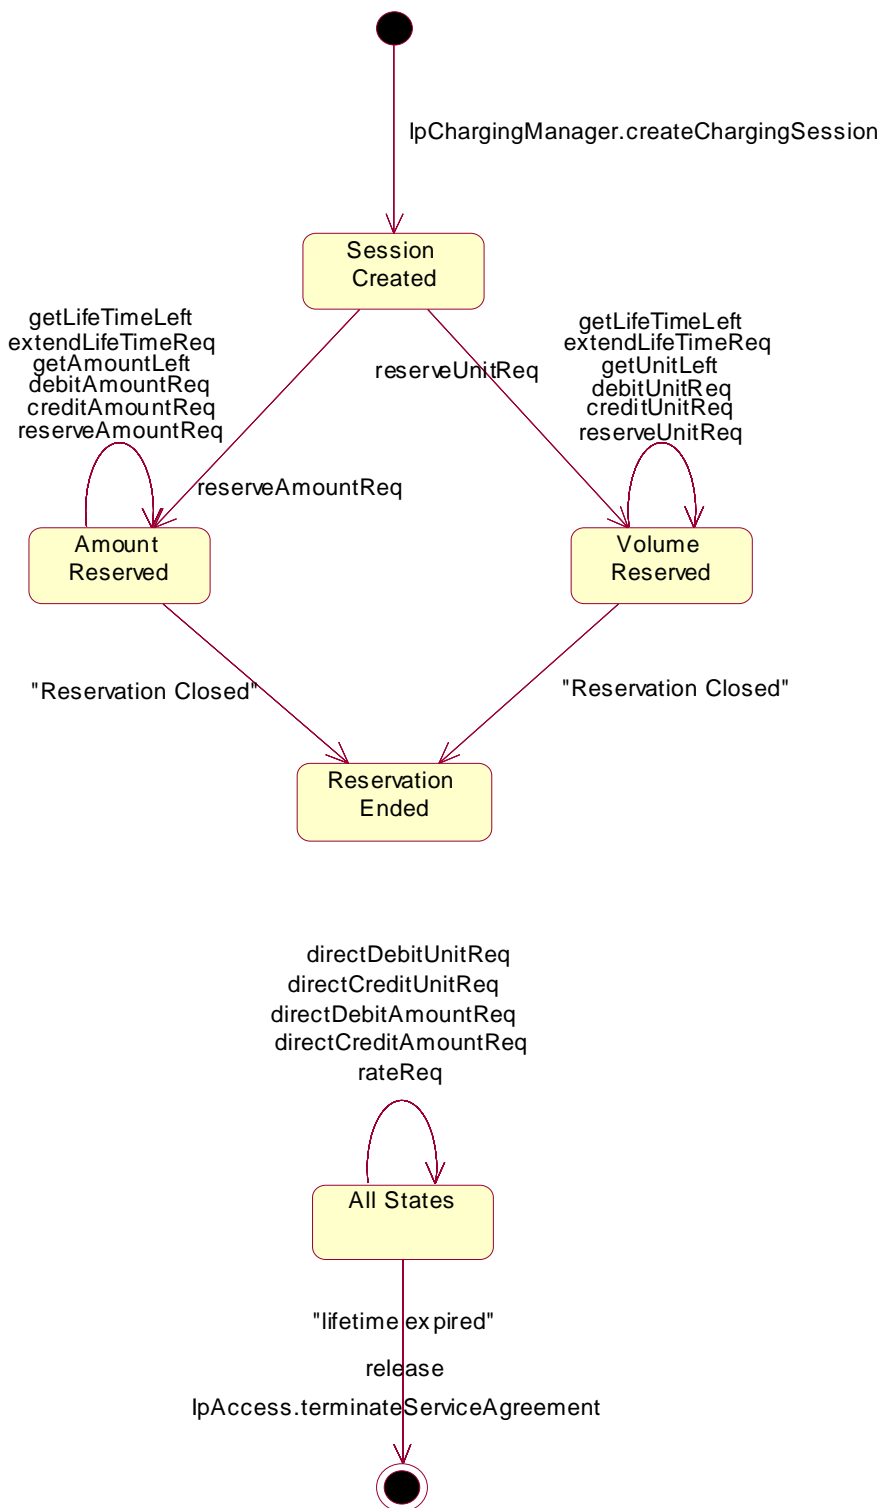 IpChargingManager.createChargingSession
Session
Created
getLifeTimeLeft
extendLifeTimeReq
getAmountLeft
debitAmountReq
creditAmountReq
reserveAmountReq
reserveUnitReq
getLifeTimeLeft
extendLifeTimeReq
getUnitLeft
debitUnitReq
creditUnitReq
reserveUnitReq
reserveAmountReq
Amount
Reserved
Volume
Reserved
"Reservation Closed"
"Reservation Closed"
Reservation
Ended
directDebitUnitReq
directCreditUnitReq
directDebitAmountReq
directCreditAmountReq
rateReq
All States
"lifetime expired"
release
IpAccess.terminateServiceAgreement